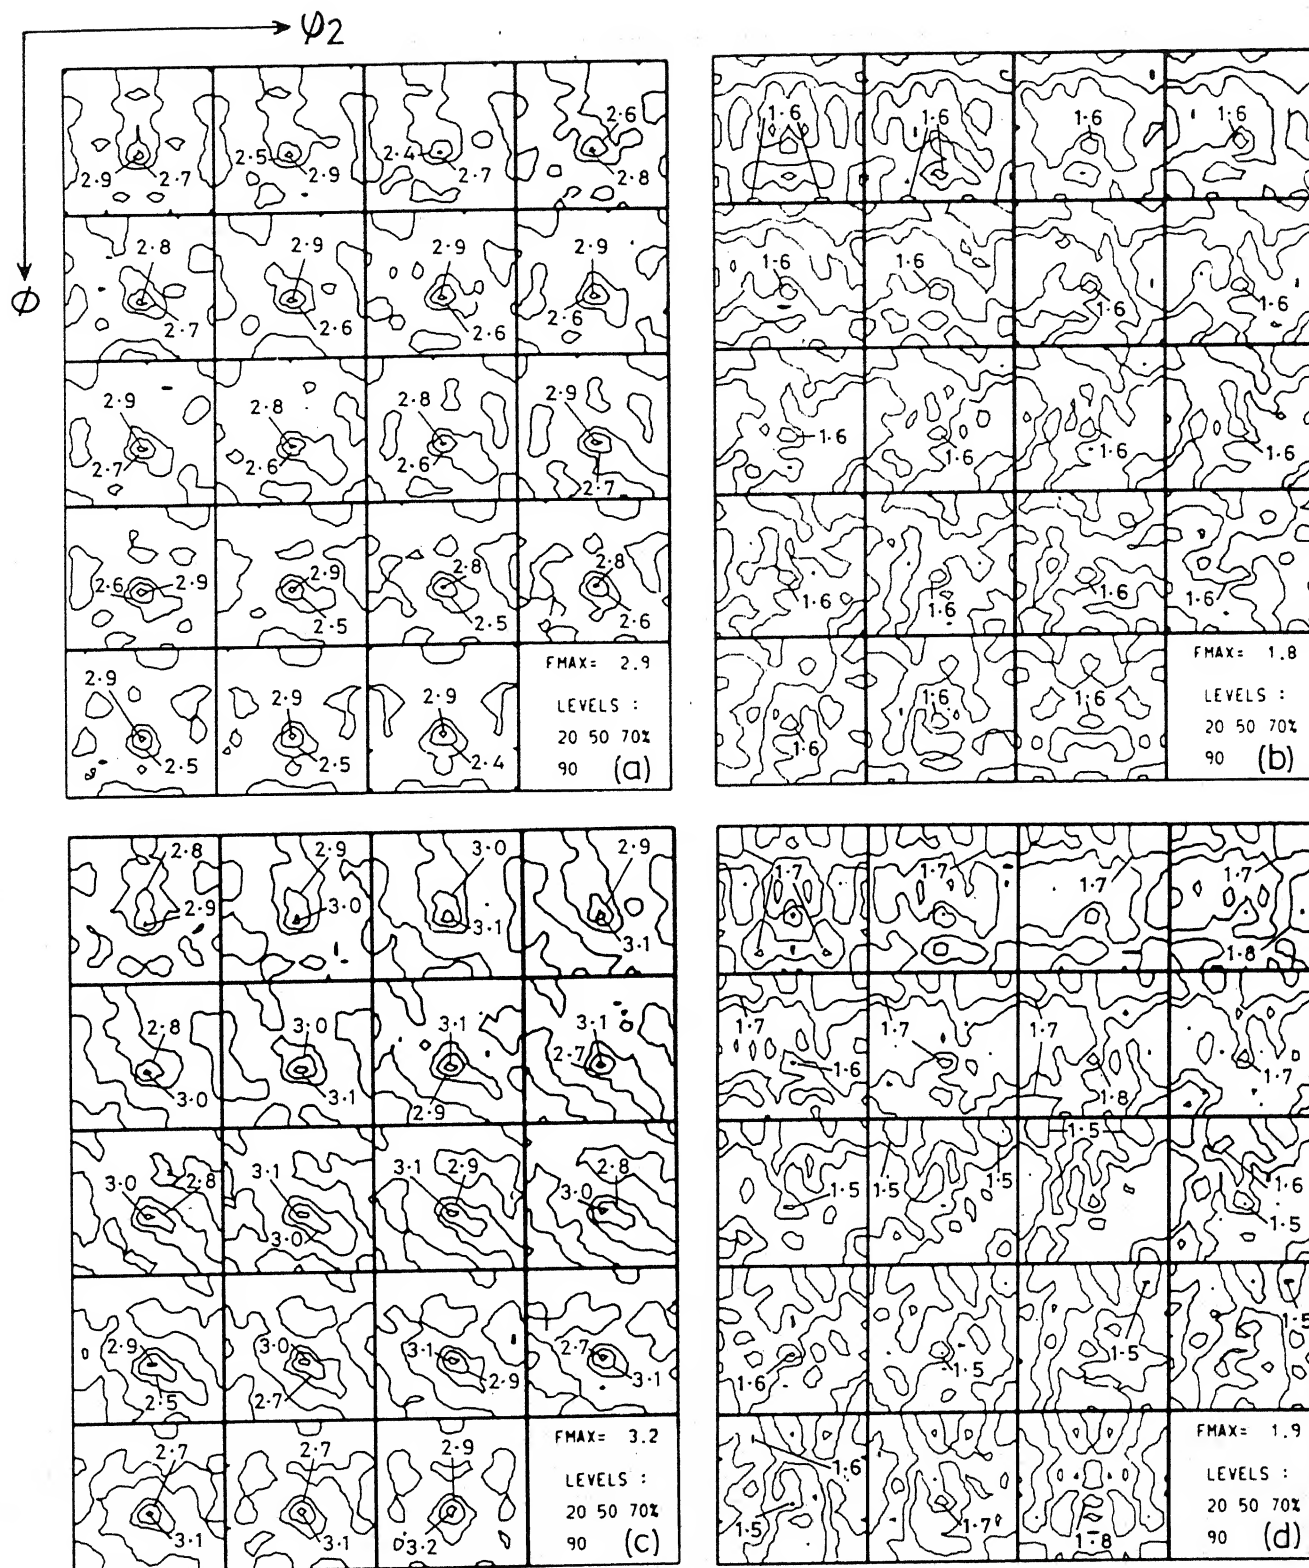 ψ2
ϕ
2.9 2.7 2.5 2.9 2.4 2.7 2.6 2.8
2.8 2.7 2.9 2.6 2.9 2.6 2.9 2.6
2.9 2.7 2.8 2.6 2.8 2.6 2.9 2.7
2.6 2.9 2.9 2.5 2.8 2.5 2.8 2.6
2.9 2.5 2.9 2.5 2.9 2.4
FMAX= 2.9
LEVELS :
20 50 70%
90 (a)
1.6 1.6 1.6 1.6
1.6 1.6 1.6 1.6
1.6 1.6 1.6 1.6
1.6 1.6 1.6 1.6
1.6 1.6 1.6
FMAX= 1.8
LEVELS :
20 50 70%
90 (b)
2.8 2.9 2.9 3.0 3.0 3.1 2.9 3.1
2.8 3.0 3.0 3.1 3.1 2.9 3.1 2.7
3.0 2.8 3.1 3.0 3.1 2.9 3.0 2.8
2.9 2.5 3.0 2.7 3.1 2.9 2.7 3.1
2.7 3.1 2.7 3.1 2.9 3.2
FMAX= 3.2
LEVELS :
20 50 70%
90 (c)
1.7 1.7 1.7 1.7 1.8
1.7 1.6 1.7 1.7 1.8 1.7
1.5 1.5 1.5 1.5 1.6 1.5
1.6 1.5 1.5 1.5
1.6 1.5 1.7 1.8
FMAX= 1.9
LEVELS :
20 50 70%
90 (d)